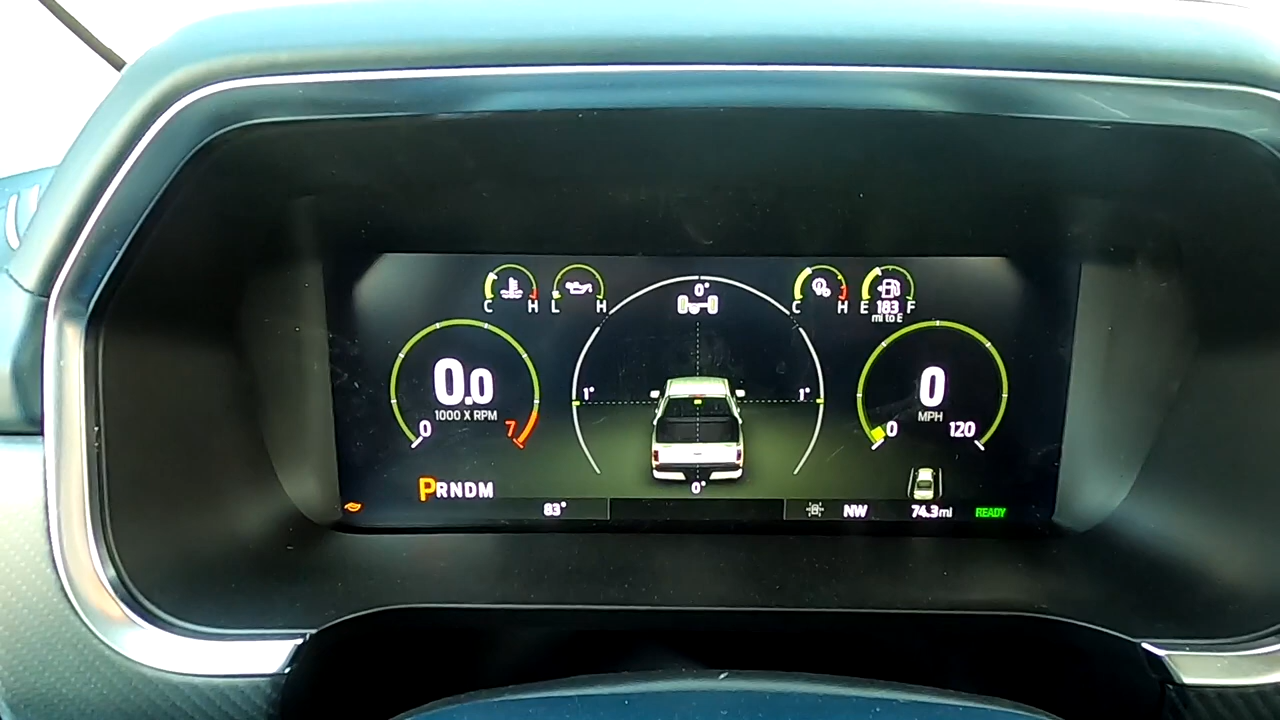 C H L H
0°
C H E 183 F
mi to E
0.0
1000 X RPM
0 7
1° 1°
0
MPH
0 120
PRNDM
0°
83°
NW
74.3 mi
READY